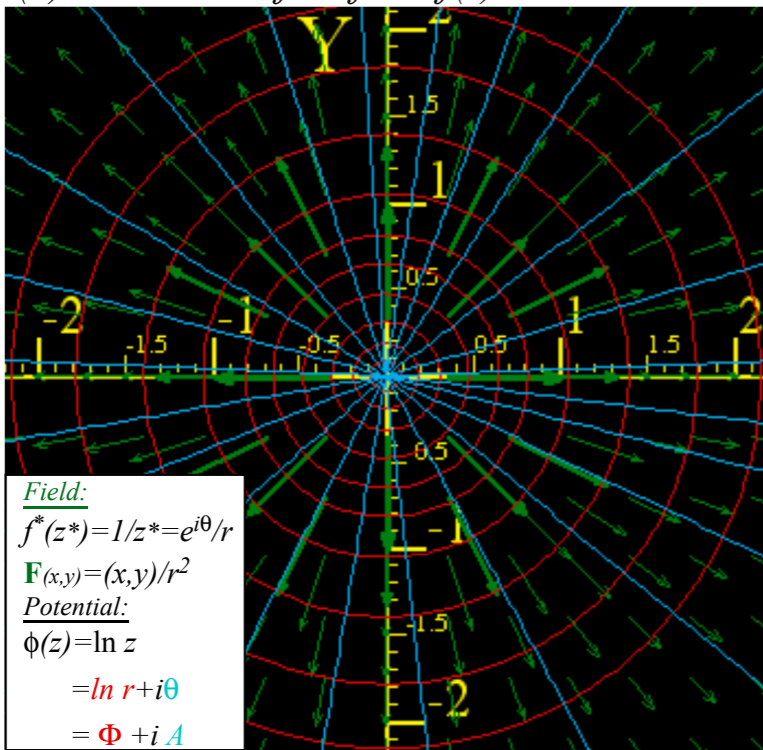 Y
2
1.5
1
0.5
-2 -1 1 2
-1.5 -0.5 0.5 1.5
0.5
-1
-1.5
-2
Field:
f*(z*)=1/z*=e^{iθ}/r
F(x,y)=(x,y)/r²
Potential:
ϕ(z)=ln z
=ln r+iθ
= Φ +i A